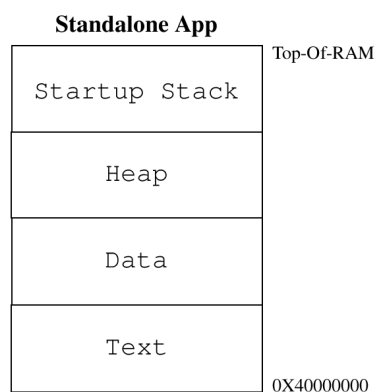 Standalone App
Top-Of-RAM
Startup Stack
Heap
Data
Text
0X40000000